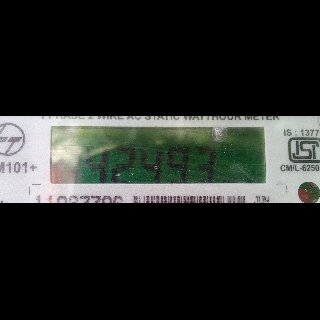 1 PHASE 2 WIRE AC STATIC WATTHOUR METER
IS : 1377
M101+
42493
CM/L-6250